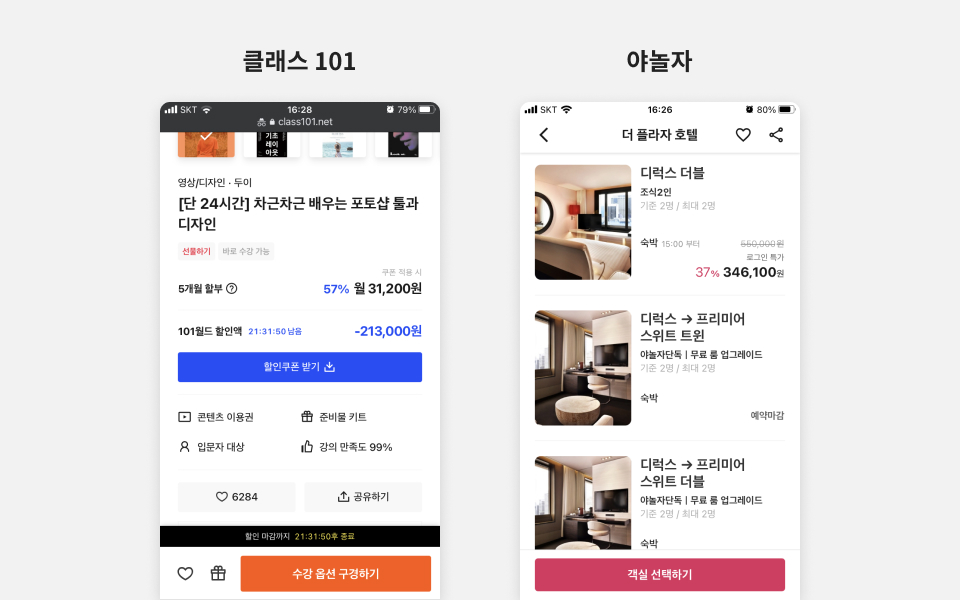 클래스 101
SKT
16:28
79%
class101.net
기초
레이
아웃
영상/디자인 · 두이
[단 24시간] 차근차근 배우는 포토샵 툴과
디자인
선물하기
바로 수강 가능
쿠폰 적용 시
5개월 할부
57% 월 31,200원
101월드 할인액 21:31:50 남음
-213,000원
할인쿠폰 받기
콘텐츠 이용권
준비물 키트
입문자 대상
강의 만족도 99%
6284
공유하기
할인 마감까지 21:31:50후 종료
수강 옵션 구경하기
야놀자
SKT
16:26
80%
더 플라자 호텔
디럭스 더블
조식2인
기준 2명 / 최대 2명
숙박 15:00 부터
550,000원
로그인 특가
37% 346,100원
디럭스 → 프리미어
스위트 트윈
야놀자단독ㅣ무료 룸 업그레이드
기준 2명 / 최대 2명
숙박
예약마감
디럭스 → 프리미어
스위트 더블
야놀자단독ㅣ무료 룸 업그레이드
기준 2명 / 최대 2명
숙박
객실 선택하기